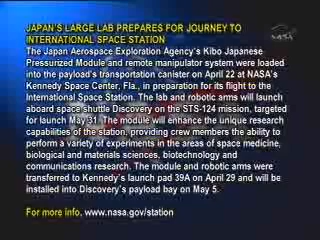 JAPAN'S LARGE LAB PREPARES FOR JOURNEY TO
INTERNATIONAL SPACE STATION
The Japan Aerospace Exploration Agency's Kibo Japanese
Pressurized Module and remote manipulator system were loaded
into the payload's transportation canister on April 22 at NASA's
Kennedy Space Center, Fla., in preparation for its flight to the
International Space Station. The lab and robotic arms will launch
aboard space shuttle Discovery on the STS-124 mission, targeted
for launch May 31. The module will enhance the unique research
capabilities of the station, providing crew members the ability to
perform a variety of experiments in the areas of space medicine,
biological and materials sciences, biotechnology and
communications research. The module and robotic arms were
transferred to Kennedy's launch pad 39A on April 29 and will be
installed into Discovery's payload bay on May 5.
For more info, www.nasa.gov/station
NASA